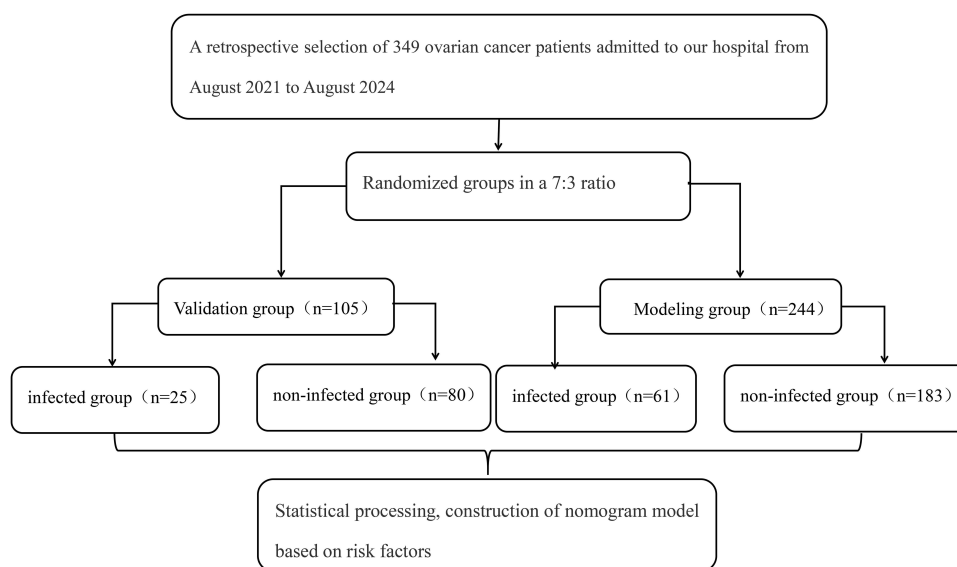 A retrospective selection of 349 ovarian cancer patients admitted to our hospital from
August 2021 to August 2024
Randomized groups in a 7:3 ratio
Validation group（n=105）
Modeling group（n=244）
infected group（n=25）
non-infected group（n=80）
infected group（n=61）
non-infected group（n=183）
Statistical processing, construction of nomogram model
based on risk factors